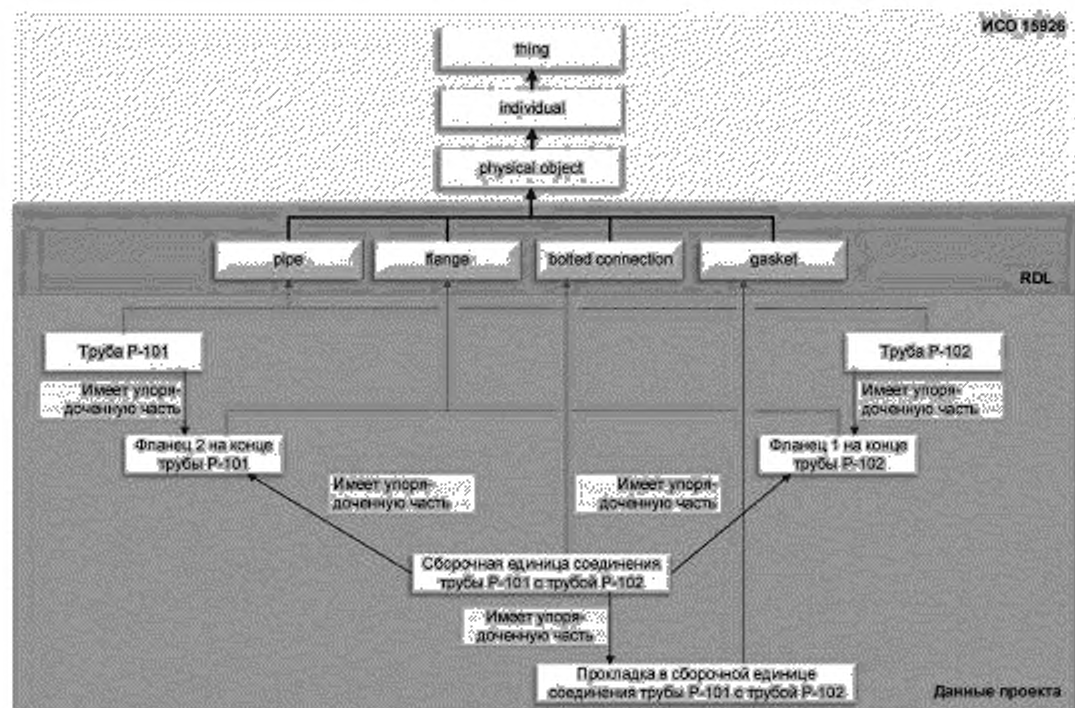 ИСО 15926
thing
individual
physical object
pipe
flange
bolted connection
gasket
RDL
Труба Р-101
Труба Р-102
Имеет упоря-
доченную часть
Имеет упоря-
доченную часть
Фланец 2 на конце
трубы Р-101
Фланец 1 на конце
трубы Р-102
Имеет упоря-
доченную часть
Имеет упоря-
доченную часть
Сборочная единица соединения
трубы Р-101 с трубой Р-102
Имеет упоря-
доченную часть
Прокладка в сборочной единице
соединения трубы Р-101 с трубой Р-102
Данные проекта